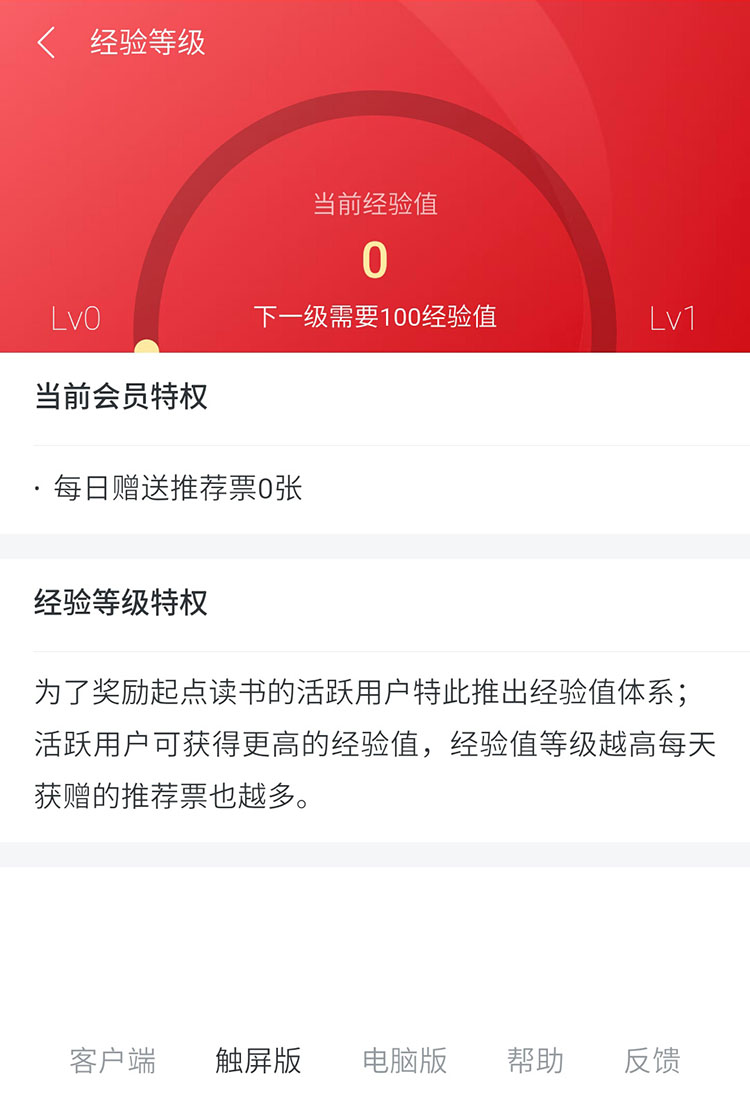 经验等级
当前经验值
0
下一级需要100经验值
Lv0
Lv1
当前会员特权
· 每日赠送推荐票0张
经验等级特权
为了奖励起点读书的活跃用户特此推出经验值体系；
活跃用户可获得更高的经验值，经验值等级越高每天
获赠的推荐票也越多。
客户端 触屏版 电脑版 帮助 反馈